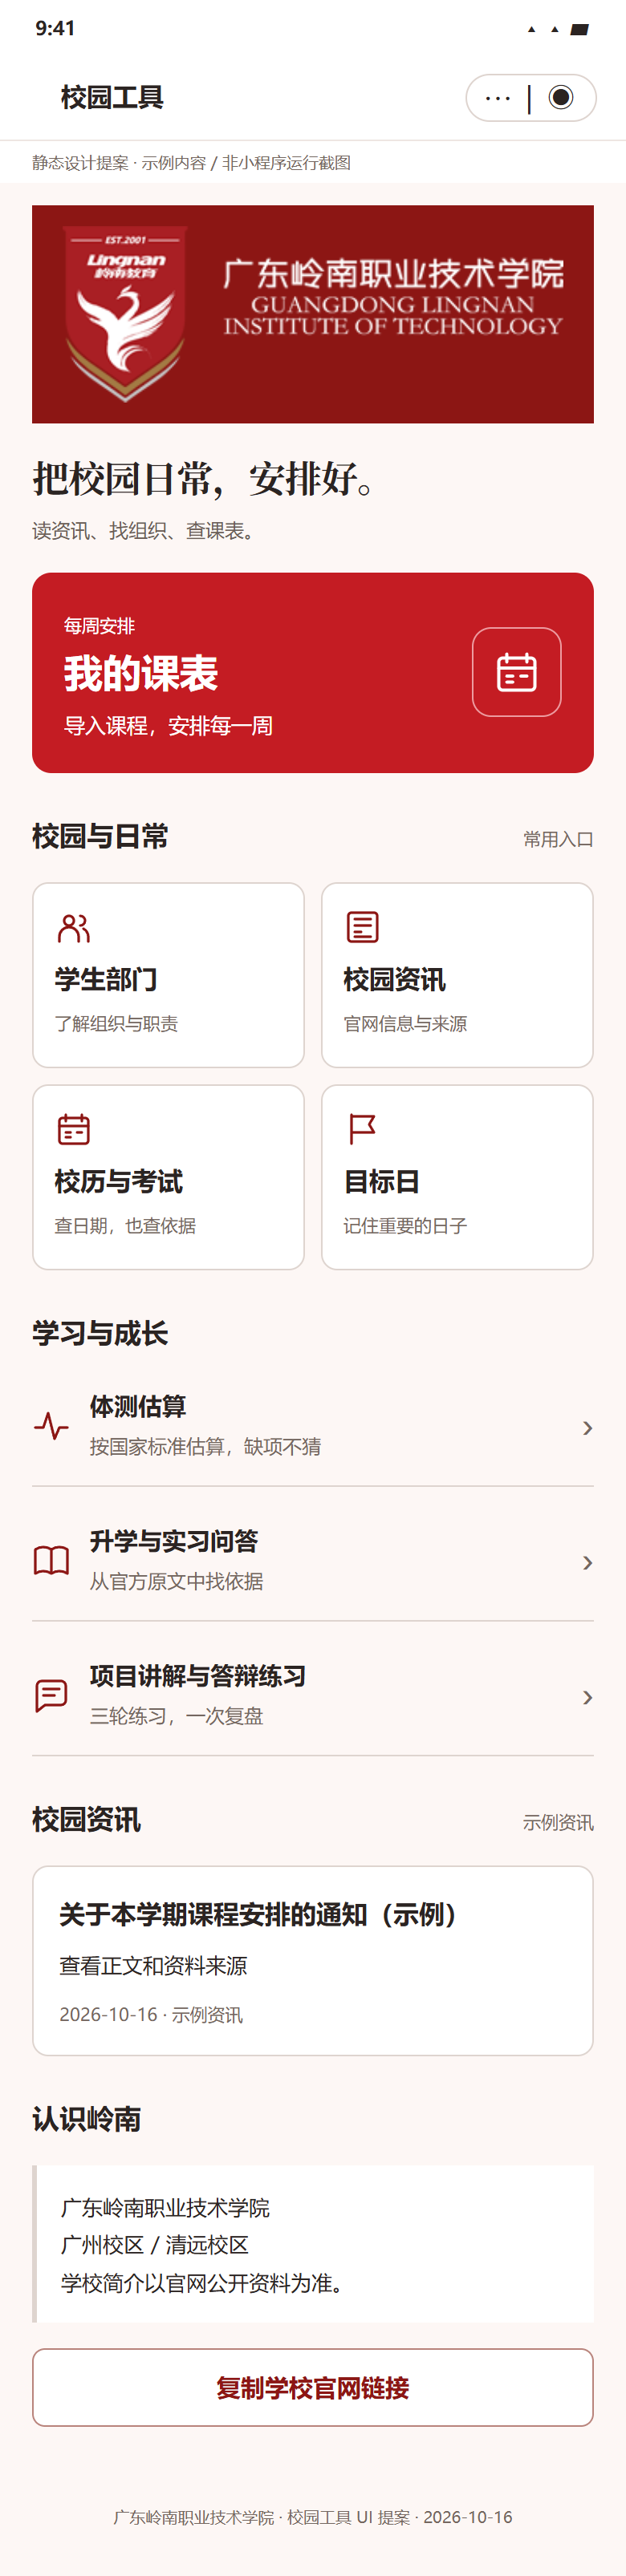 9:41
校园工具
静态设计提案 · 示例内容 / 非小程序运行截图
EST.2001
Lingnan
岭南教育
广东岭南职业技术学院
GUANGDONG LINGNAN
INSTITUTE OF TECHNOLOGY
把校园日常，安排好。
读资讯、找组织、查课表。
每周安排
我的课表
导入课程，安排每一周
校园与日常
常用入口
学生部门
了解组织与职责
校园资讯
官网信息与来源
校历与考试
查日期，也查依据
目标日
记住重要的日子
学习与成长
体测估算
按国家标准估算，缺项不猜
升学与实习问答
从官方原文中找依据
项目讲解与答辩练习
三轮练习，一次复盘
校园资讯
示例资讯
关于本学期课程安排的通知（示例）
查看正文和资料来源
2026-10-16 · 示例资讯
认识岭南
广东岭南职业技术学院
广州校区 / 清远校区
学校简介以官网公开资料为准。
复制学校官网链接
广东岭南职业技术学院 · 校园工具 UI 提案 · 2026-10-16